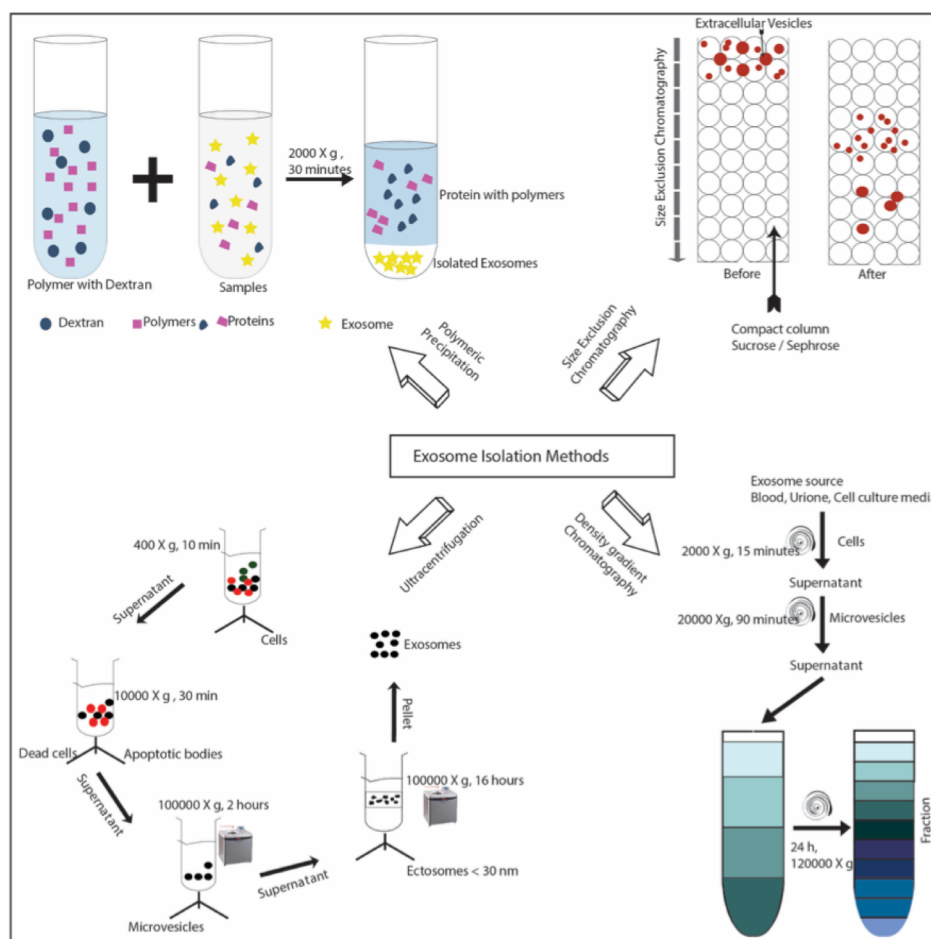 Extracellular Vesicles
Size Exclusion Chromatography
2000 X g ,
30 minutes
Protein with polymers
Isolated Exosomes
Polymer with Dextran
Samples
Before
After
Dextran
Polymers
Proteins
Exosome
Compact column
Sucrose / Sephrose
Polymeric
Precipitation
Size Exclusion
Chromatography
Exosome Isolation Methods
Ultracentrifugation
Density gradient
Chromatography
400 X g, 10 min
Supernatant
Cells
10000 X g , 30 min
Dead cells
Apoptotic bodies
Supernatant
100000 X g, 2 hours
Microvesicles
Supernatant
100000 X g, 16 hours
Ectosomes < 30 nm
Pellet
Exosomes
Exosome source
Blood, Urione, Cell culture media
2000 X g, 15 minutes
Cells
Supernatant
20000 Xg, 90 minutes
Microvesicles
Supernatant
24 h,
120000 X g
Fraction